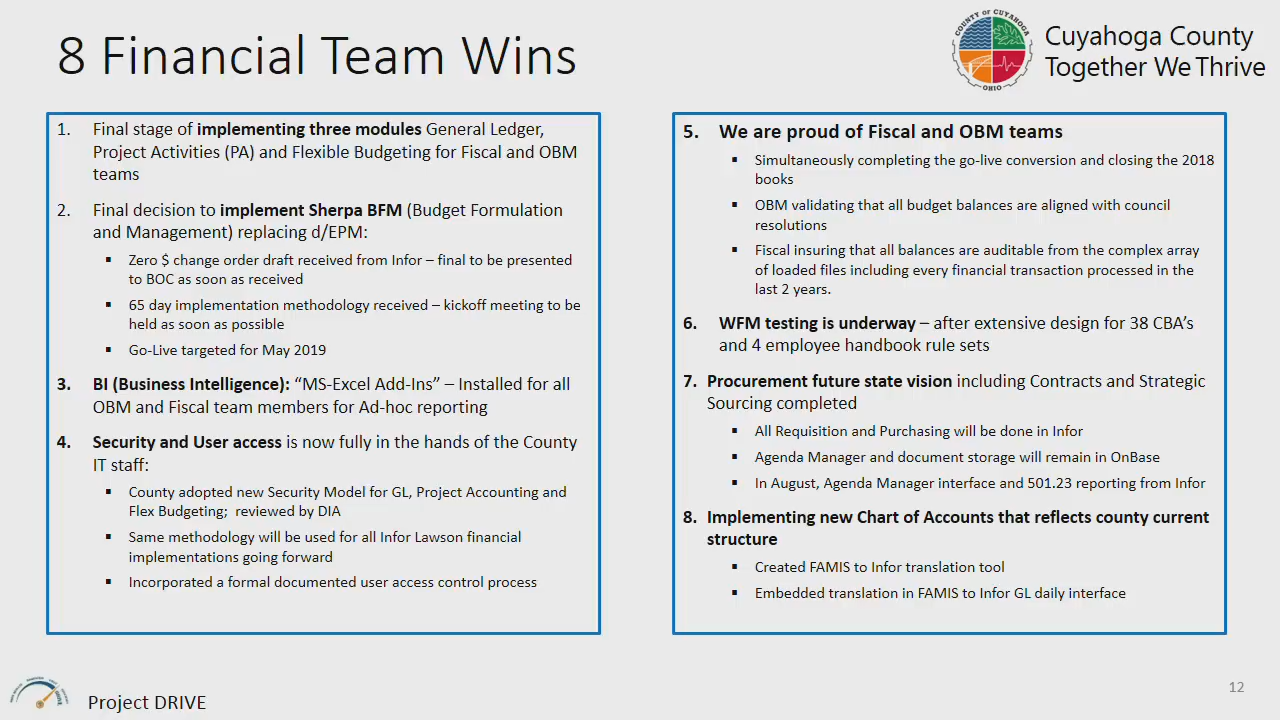 8 Financial Team Wins
COUNTY OF CUYAHOGA
OHIO
Cuyahoga County
Together We Thrive
1. Final stage of implementing three modules General Ledger,
Project Activities (PA) and Flexible Budgeting for Fiscal and OBM
teams
2. Final decision to implement Sherpa BFM (Budget Formulation
and Management) replacing d/EPM:
▪ Zero $ change order draft received from Infor – final to be presented
to BOC as soon as received
▪ 65 day implementation methodology received – kickoff meeting to be
held as soon as possible
▪ Go-Live targeted for May 2019
3. BI (Business Intelligence): “MS-Excel Add-Ins” – Installed for all
OBM and Fiscal team members for Ad-hoc reporting
4. Security and User access is now fully in the hands of the County
IT staff:
▪ County adopted new Security Model for GL, Project Accounting and
Flex Budgeting; reviewed by DIA
▪ Same methodology will be used for all Infor Lawson financial
implementations going forward
▪ Incorporated a formal documented user access control process
5. We are proud of Fiscal and OBM teams
▪ Simultaneously completing the go-live conversion and closing the 2018
books
▪ OBM validating that all budget balances are aligned with council
resolutions
▪ Fiscal insuring that all balances are auditable from the complex array
of loaded files including every financial transaction processed in the
last 2 years.
6. WFM testing is underway – after extensive design for 38 CBA’s
and 4 employee handbook rule sets
7. Procurement future state vision including Contracts and Strategic
Sourcing completed
▪ All Requisition and Purchasing will be done in Infor
▪ Agenda Manager and document storage will remain in OnBase
▪ In August, Agenda Manager interface and 501.23 reporting from Infor
8. Implementing new Chart of Accounts that reflects county current
structure
▪ Created FAMIS to Infor translation tool
▪ Embedded translation in FAMIS to Infor GL daily interface
Project DRIVE
12